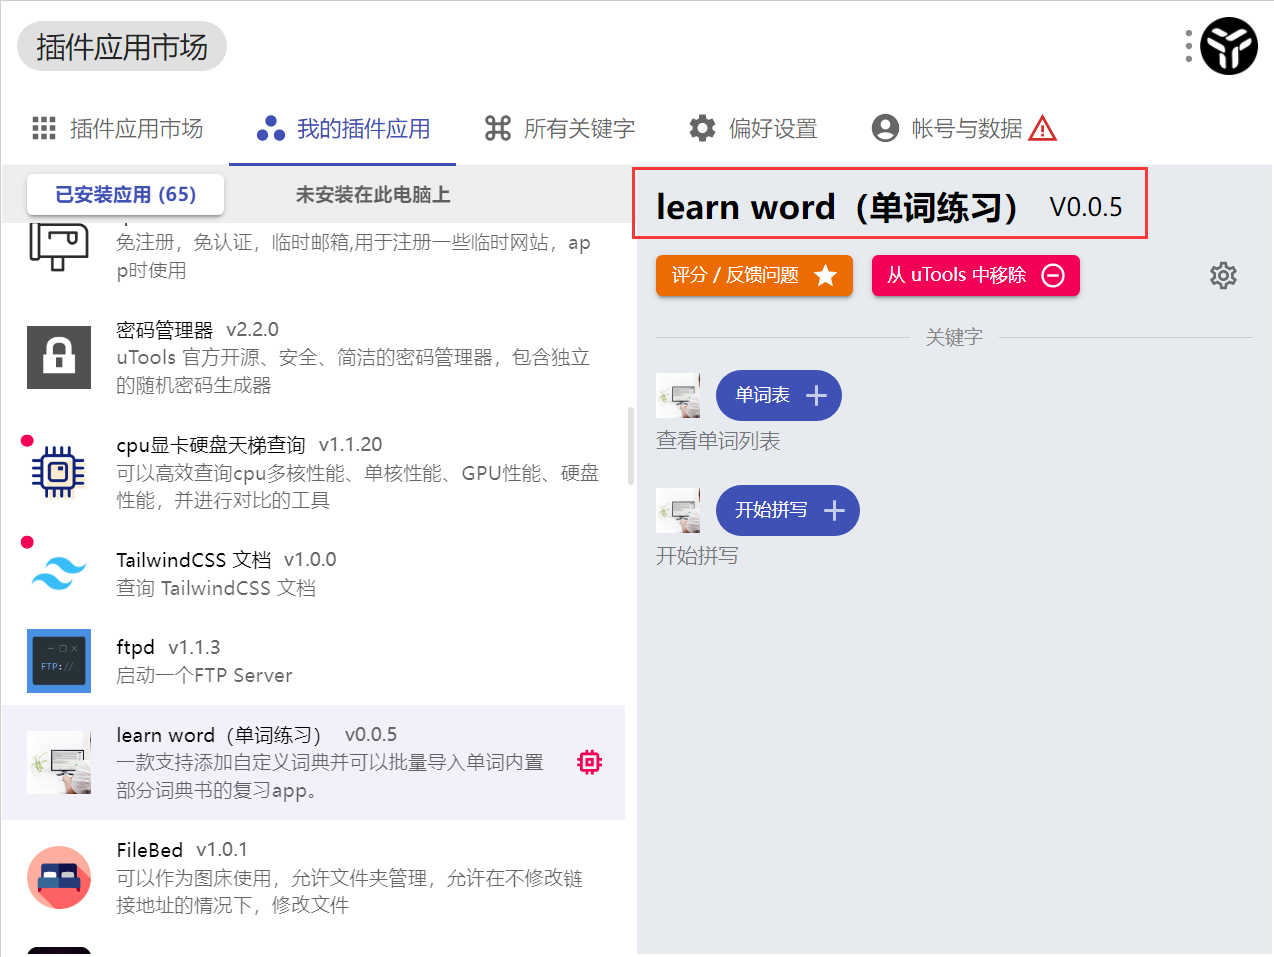 插件应用市场
插件应用市场
我的插件应用
所有关键字
偏好设置
帐号与数据
已安装应用 (65)
未安装在此电脑上
免注册，免认证，临时邮箱,用于注册一些临时网站，ap
p时使用
密码管理器 v2.2.0
uTools 官方开源、安全、简洁的密码管理器，包含独立
的随机密码生成器
cpu显卡硬盘天梯查询 v1.1.20
可以高效查询cpu多核性能、单核性能、GPU性能、硬盘
性能，并进行对比的工具
TailwindCSS 文档 v1.0.0
查询 TailwindCSS 文档
FTP://
ftpd v1.1.3
启动一个FTP Server
learn word（单词练习） v0.0.5
一款支持添加自定义词典并可以批量导入单词内置
部分词典书的复习app。
FileBed v1.0.1
可以作为图床使用，允许文件夹管理，允许在不修改链
接地址的情况下，修改文件
learn word（单词练习） V0.0.5
评分 / 反馈问题
从 uTools 中移除
关键字
单词表
查看单词列表
开始拼写
开始拼写